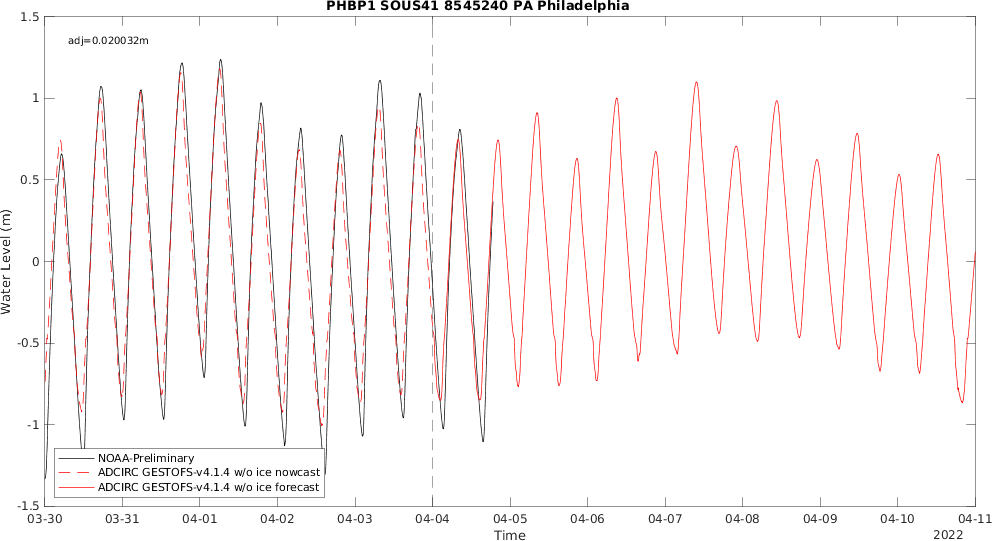 PHBP1 SOUS41 8545240 PA Philadelphia
1.5
adj=0.020032m
1
0.5
0
-0.5
-1
-1.5
Water Level (m)
NOAA-Preliminary
ADCIRC GESTOFS-v4.1.4 w/o ice nowcast
ADCIRC GESTOFS-v4.1.4 w/o ice forecast
03-30 03-31 04-01 04-02 04-03 04-04 04-05 04-06 04-07 04-08 04-09 04-10 04-11
Time
2022